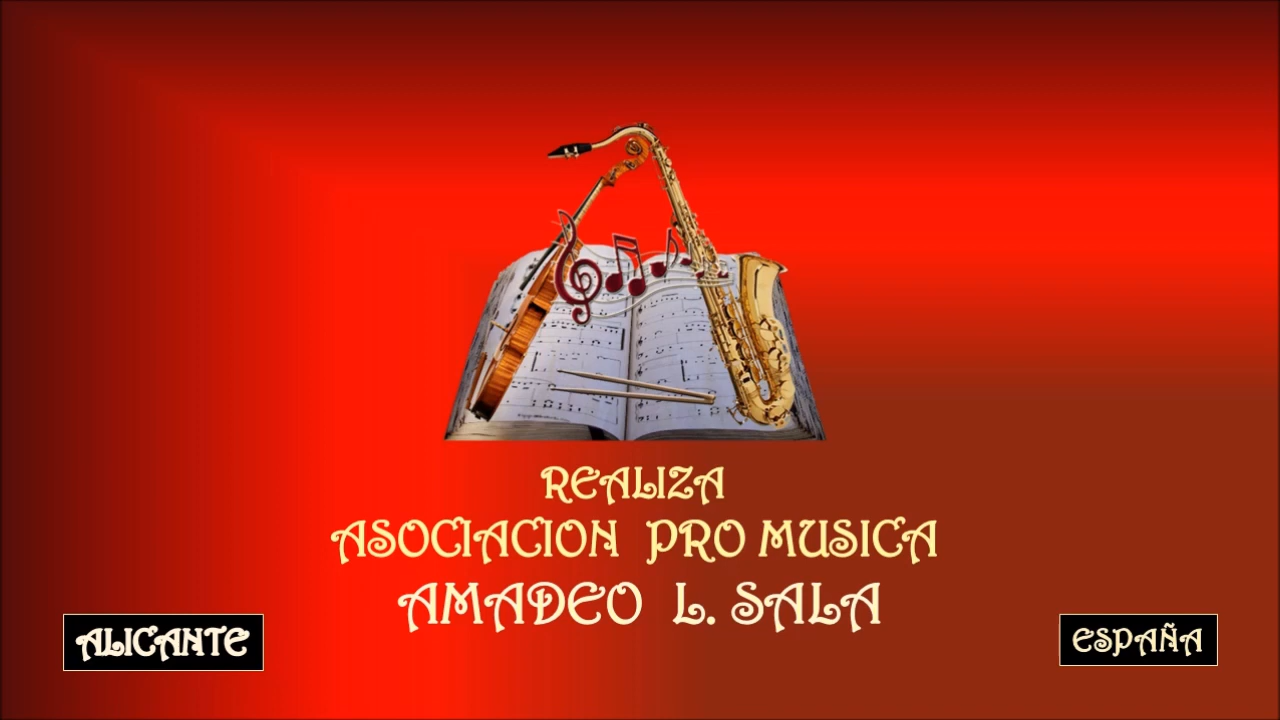 REALIZA
ASOCIACION PRO MUSICA
AMADEO L. SALA
ALICANTE
ESPAÑA